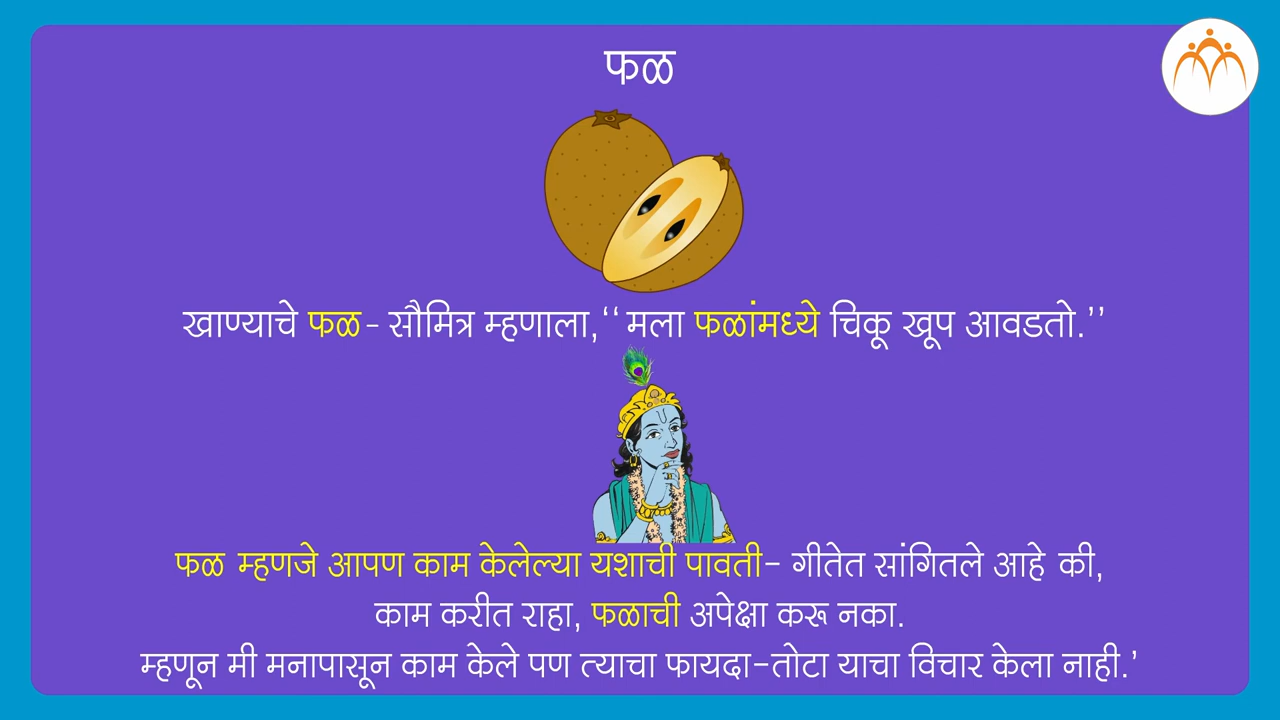 फळ
खाण्याचे फळ- सौमित्र म्हणाला,‘‘ मला फळांमध्ये चिकू खूप आवडतो.’’
फळ म्हणजे आपण काम केलेल्या यशाची पावती- गीतेत सांगितले आहे की,
काम करीत राहा, फळाची अपेक्षा करू नका.
म्हणून मी मनापासून काम केले पण त्याचा फायदा-तोटा याचा विचार केला नाही.’